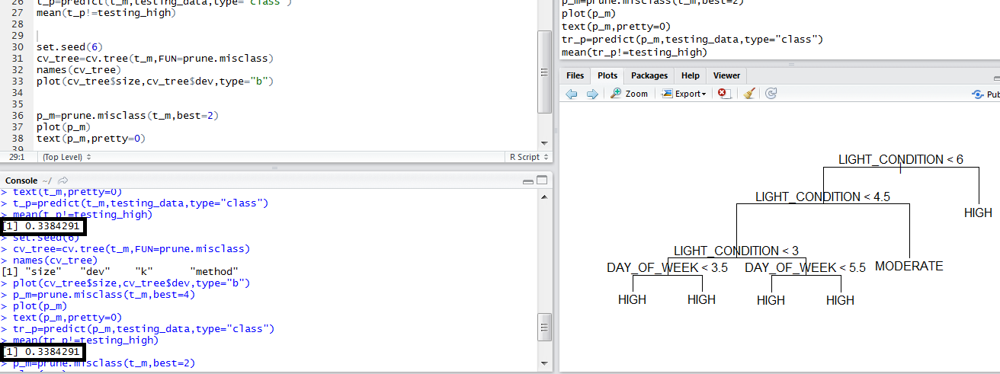 26 t_p=predict(t_m,testing_data,type="class")
27 mean(t_p!=testing_high)
28
29
30 set.seed(6)
31 cv_tree=cv.tree(t_m,FUN=prune.misclass)
32 names(cv_tree)
33 plot(cv_tree$size,cv_tree$dev,type="b")
34
35
36 p_m=prune.misclass(t_m,best=2)
37 plot(p_m)
38 text(p_m,pretty=0)
39
29:1 (Top Level) R Script
Console ~/
> text(t_m,pretty=0)
> t_p=predict(t_m,testing_data,type="class")
> mean(t_p!=testing_high)
[1] 0.3384291
> set.seed(6)
> cv_tree=cv.tree(t_m,FUN=prune.misclass)
> names(cv_tree)
[1] "size" "dev" "k" "method"
> plot(cv_tree$size,cv_tree$dev,type="b")
> p_m=prune.misclass(t_m,best=4)
> plot(p_m)
> text(p_m,pretty=0)
> tr_p=predict(p_m,testing_data,type="class")
> mean(tr_p!=testing_high)
[1] 0.3384291
> p_m=prune.misclass(t_m,best=2)
p_m=prune.misclass(t_m,best=2)
plot(p_m)
text(p_m,pretty=0)
tr_p=predict(p_m,testing_data,type="class")
mean(tr_p!=testing_high)
Files Plots Packages Help Viewer
Zoom Export Pub
LIGHT_CONDITION < 6
LIGHT_CONDITION < 4.5
HIGH
LIGHT_CONDITION < 3
DAY_OF_WEEK < 3.5 DAY_OF_WEEK < 5.5 MODERATE
HIGH HIGH HIGH HIGH